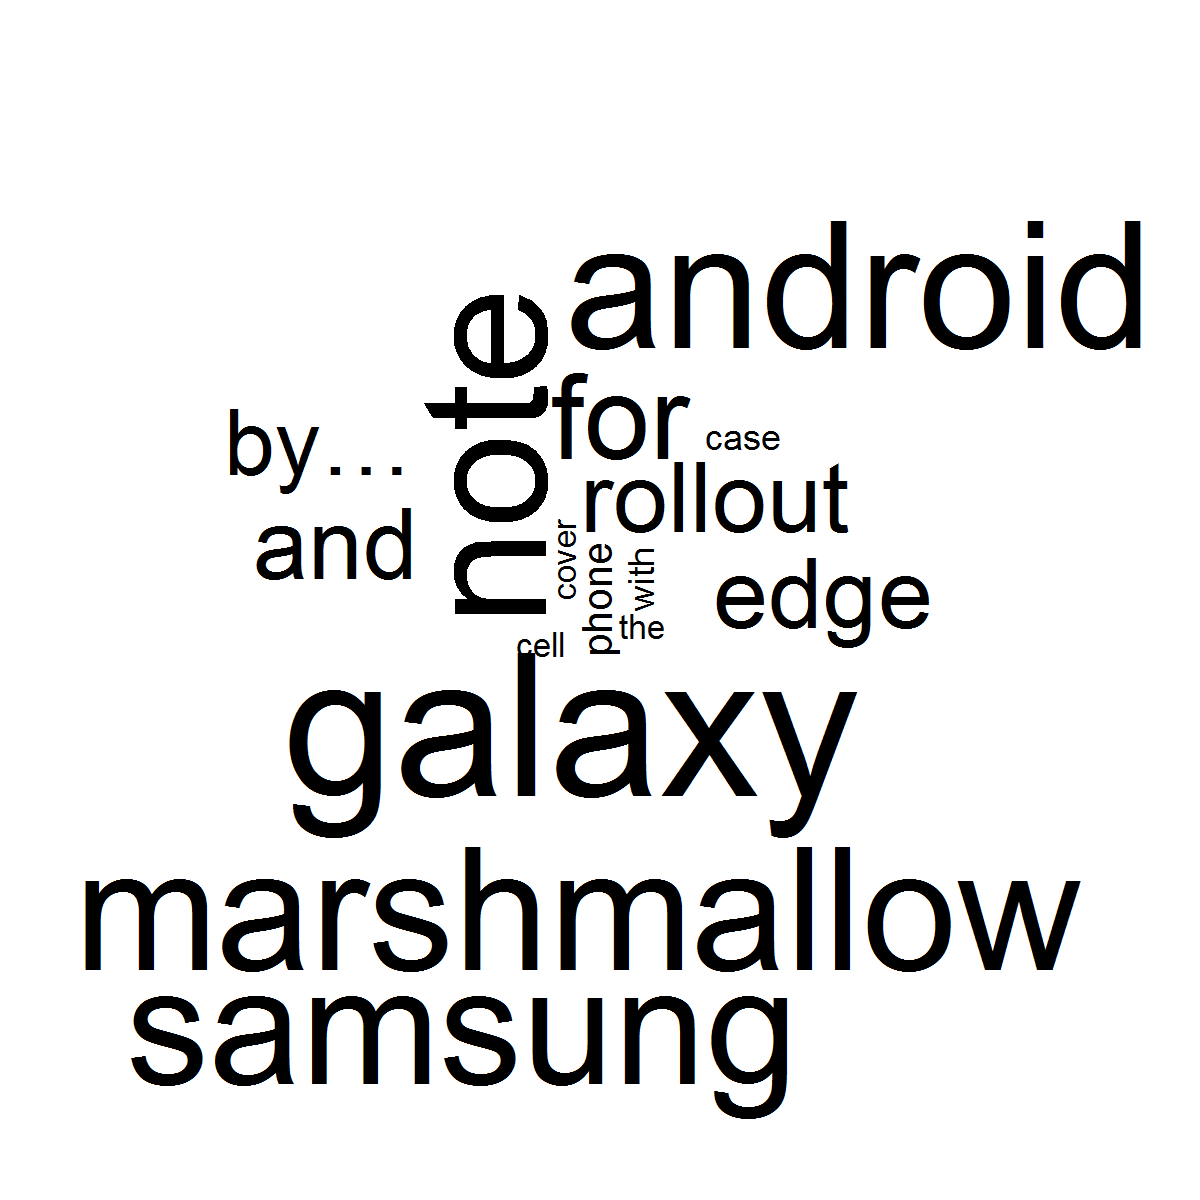 android
note
for
by…
case
rollout
and
cover
phone
with
edge
the
cell
galaxy
marshmallow
samsung